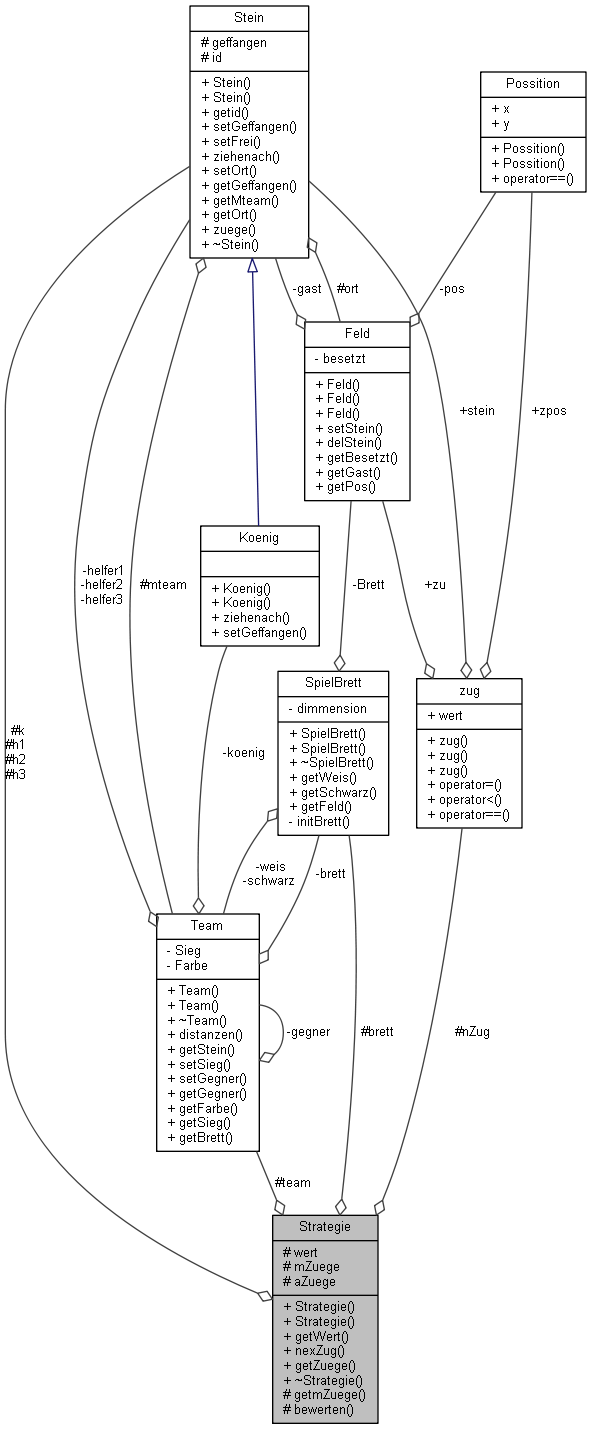 Stein
# geffangen
# id
+ Stein()
+ Stein()
+ getid()
+ setGeffangen()
+ setFrei()
+ ziehenach()
+ setOrt()
+ getGeffangen()
+ getMteam()
+ getOrt()
+ zuege()
+ ~Stein()
Possition
+ x
+ y
+ Possition()
+ Possition()
+ operator==()
-gast
#ort
-pos
Feld
- besetzt
+ Feld()
+ Feld()
+ Feld()
+ setStein()
+ delStein()
+ getBesetzt()
+ getGast()
+ getPos()
+stein
+zpos
Koenig
+ Koenig()
+ Koenig()
+ ziehenach()
+ setGeffangen()
-helfer1
-helfer2
-helfer3
#mteam
-Brett
+zu
SpielBrett
- dimmension
+ SpielBrett()
+ SpielBrett()
+ ~SpielBrett()
+ getWeis()
+ getSchwarz()
+ getFeld()
- initBrett()
zug
+ wert
+ zug()
+ zug()
+ zug()
+ operator=()
+ operator<()
+ operator==()
#k
#h1
#h2
#h3
-koenig
-weis
-schwarz
-brett
Team
- Sieg
- Farbe
+ Team()
+ Team()
+ ~Team()
+ distanzen()
+ getStein()
+ setSieg()
+ setGegner()
+ getGegner()
+ getFarbe()
+ getSieg()
+ getBrett()
-gegner
#brett
#nZug
#team
Strategie
# wert
# mZuege
# aZuege
+ Strategie()
+ Strategie()
+ getWert()
+ nexZug()
+ getZuege()
+ ~Strategie()
# getmZuege()
# bewerten()